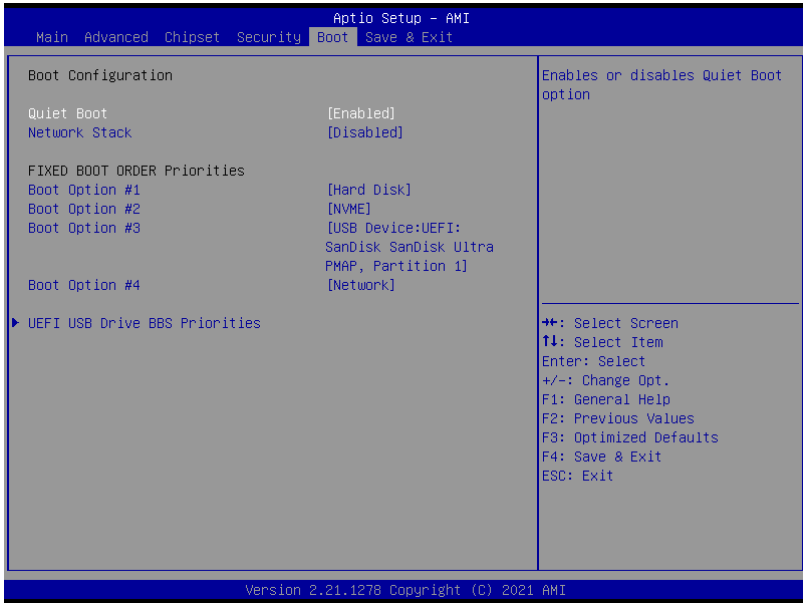 Aptio Setup – AMI
Main Advanced Chipset Security Boot Save & Exit
Boot Configuration
Quiet Boot [Enabled]
Network Stack [Disabled]
FIXED BOOT ORDER Priorities
Boot Option #1 [Hard Disk]
Boot Option #2 [NVME]
Boot Option #3 [USB Device:UEFI:
SanDisk SanDisk Ultra
PMAP, Partition 1]
Boot Option #4 [Network]
UEFI USB Drive BBS Priorities
Enables or disables Quiet Boot
option
→←: Select Screen
↑↓: Select Item
Enter: Select
+/-: Change Opt.
F1: General Help
F2: Previous Values
F3: Optimized Defaults
F4: Save & Exit
ESC: Exit
Version 2.21.1278 Copyright (C) 2021 AMI